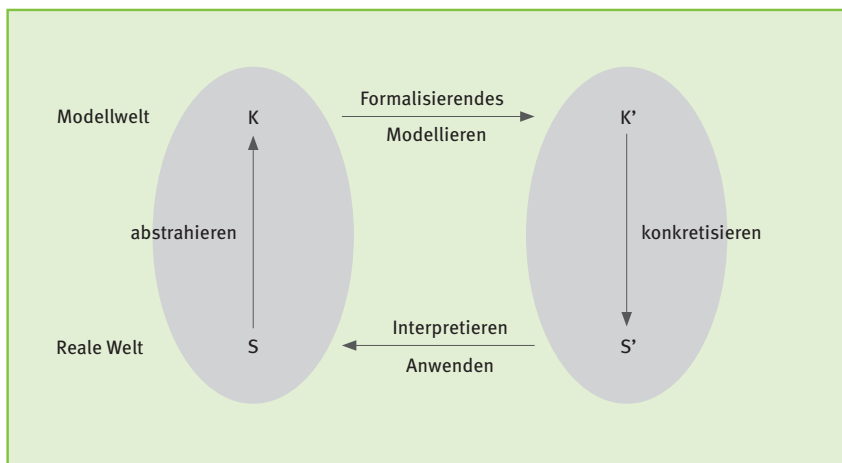 Formalisierendes
Modellwelt K K’
Modellieren
abstrahieren konkretisieren
Interpretieren
Reale Welt S S’
Anwenden